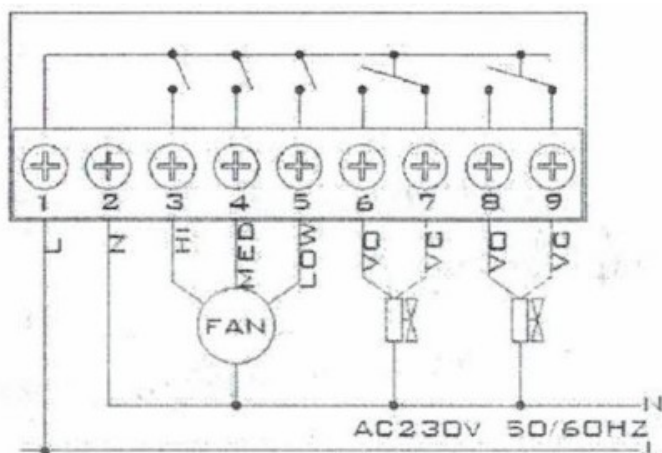 1 2 3 4 5 6 7 8 9
L N HI MED LOW VO VC VO VC
FAN
N
AC230V 50/60HZ
L